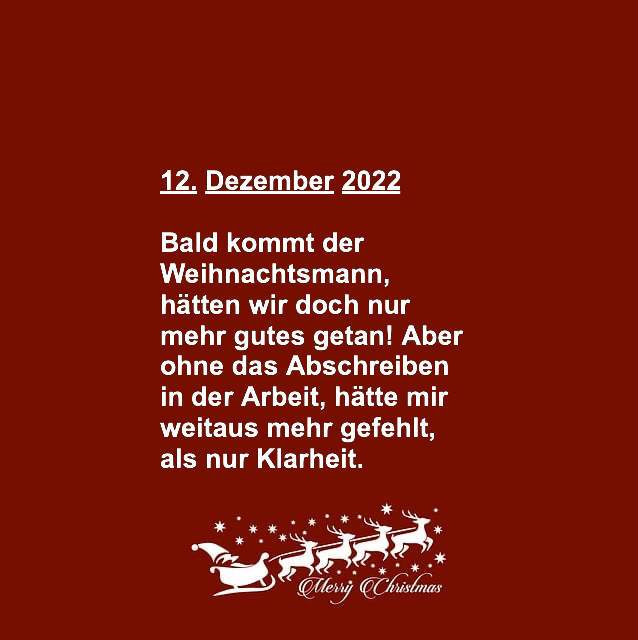 12. Dezember 2022
Bald kommt der
Weihnachtsmann,
hätten wir doch nur
mehr gutes getan! Aber
ohne das Abschreiben
in der Arbeit, hätte mir
weitaus mehr gefehlt,
als nur Klarheit.
Merry Christmas